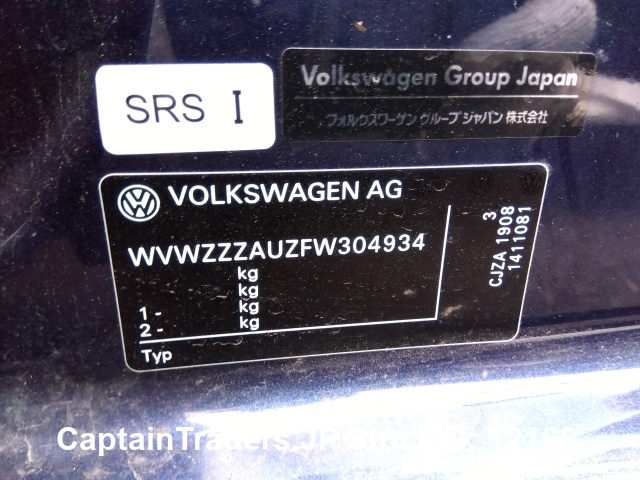 SRS I
Volkswagen Group Japan
フォルクスワーゲン グループ ジャパン 株式会社
VOLKSWAGEN AG
WVWZZZAUZFW304934
kg
kg
1 - kg
2 - kg
Typ
3
CJZA 1908
1411081
CaptainTraders JP